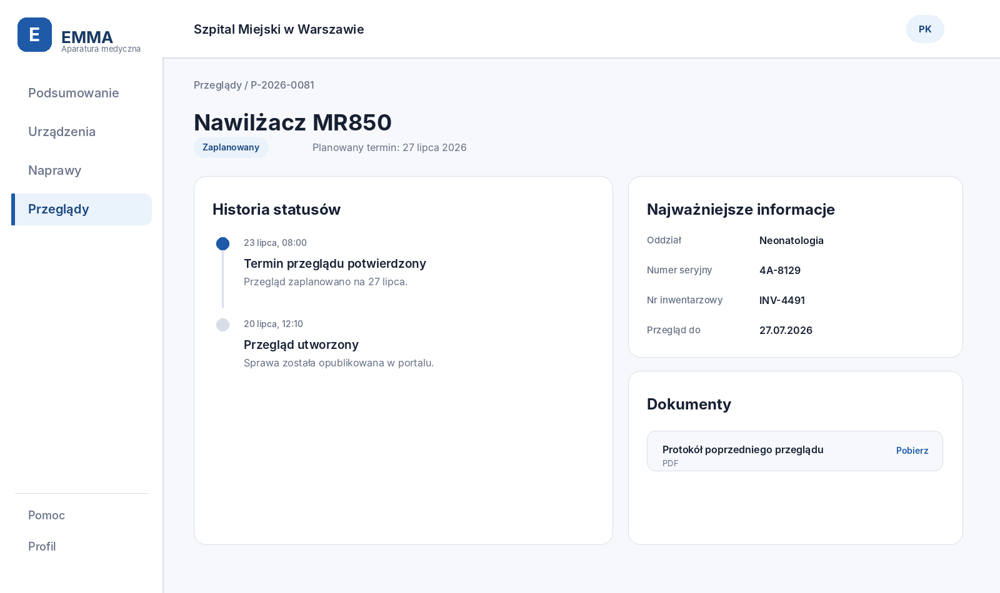 E
EMMA
Aparatura medyczna
Szpital Miejski w Warszawie
PK
Podsumowanie
Urządzenia
Naprawy
Przeglądy
Pomoc
Profil
Przeglądy / P-2026-0081
Nawilżacz MR850
Zaplanowany
Planowany termin: 27 lipca 2026
Historia statusów
23 lipca, 08:00
Termin przeglądu potwierdzony
Przegląd zaplanowano na 27 lipca.
20 lipca, 12:10
Przegląd utworzony
Sprawa została opublikowana w portalu.
Najważniejsze informacje
Oddział Neonatologia
Numer seryjny 4A-8129
Nr inwentarzowy INV-4491
Przegląd do 27.07.2026
Dokumenty
Protokół poprzedniego przeglądu
PDF
Pobierz